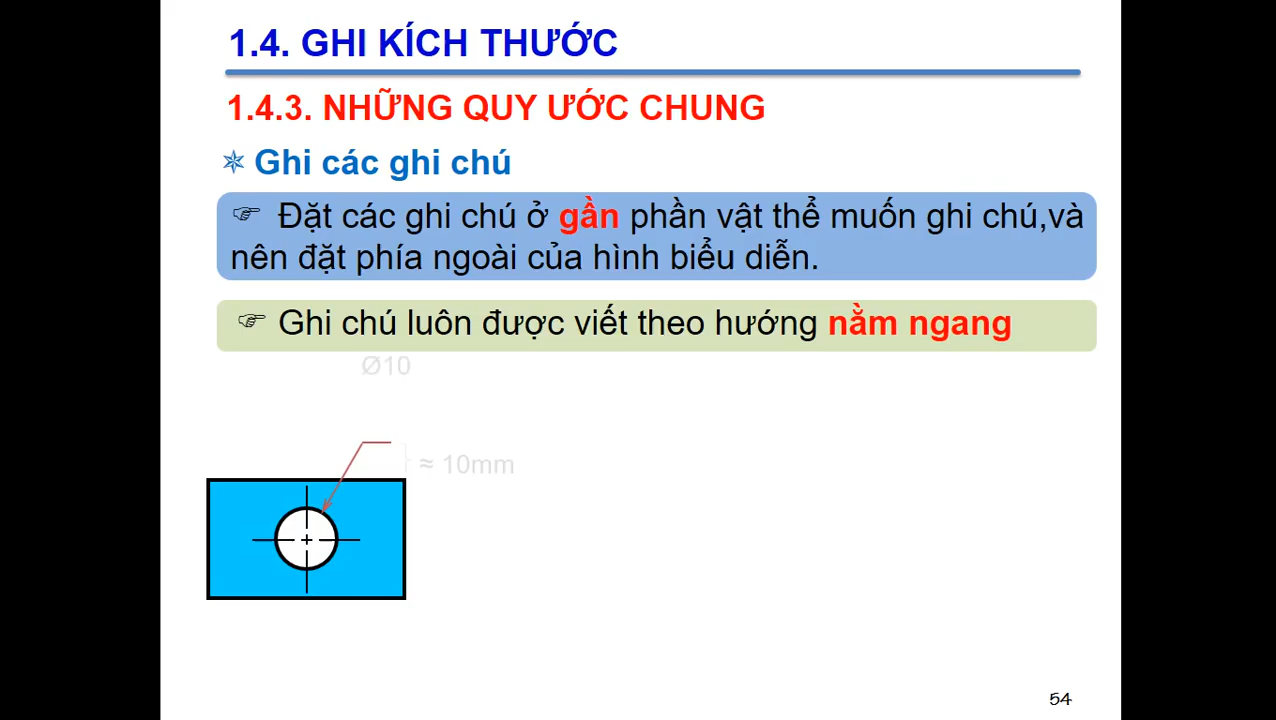 1.4. GHI KÍCH THƯỚC
1.4.3. NHỮNG QUY ƯỚC CHUNG
✵ Ghi các ghi chú
☞ Đặt các ghi chú ở gần phần vật thể muốn ghi chú,và
nên đặt phía ngoài của hình biểu diễn.
☞ Ghi chú luôn được viết theo hướng nằm ngang
Ø10
≈ 10mm
54